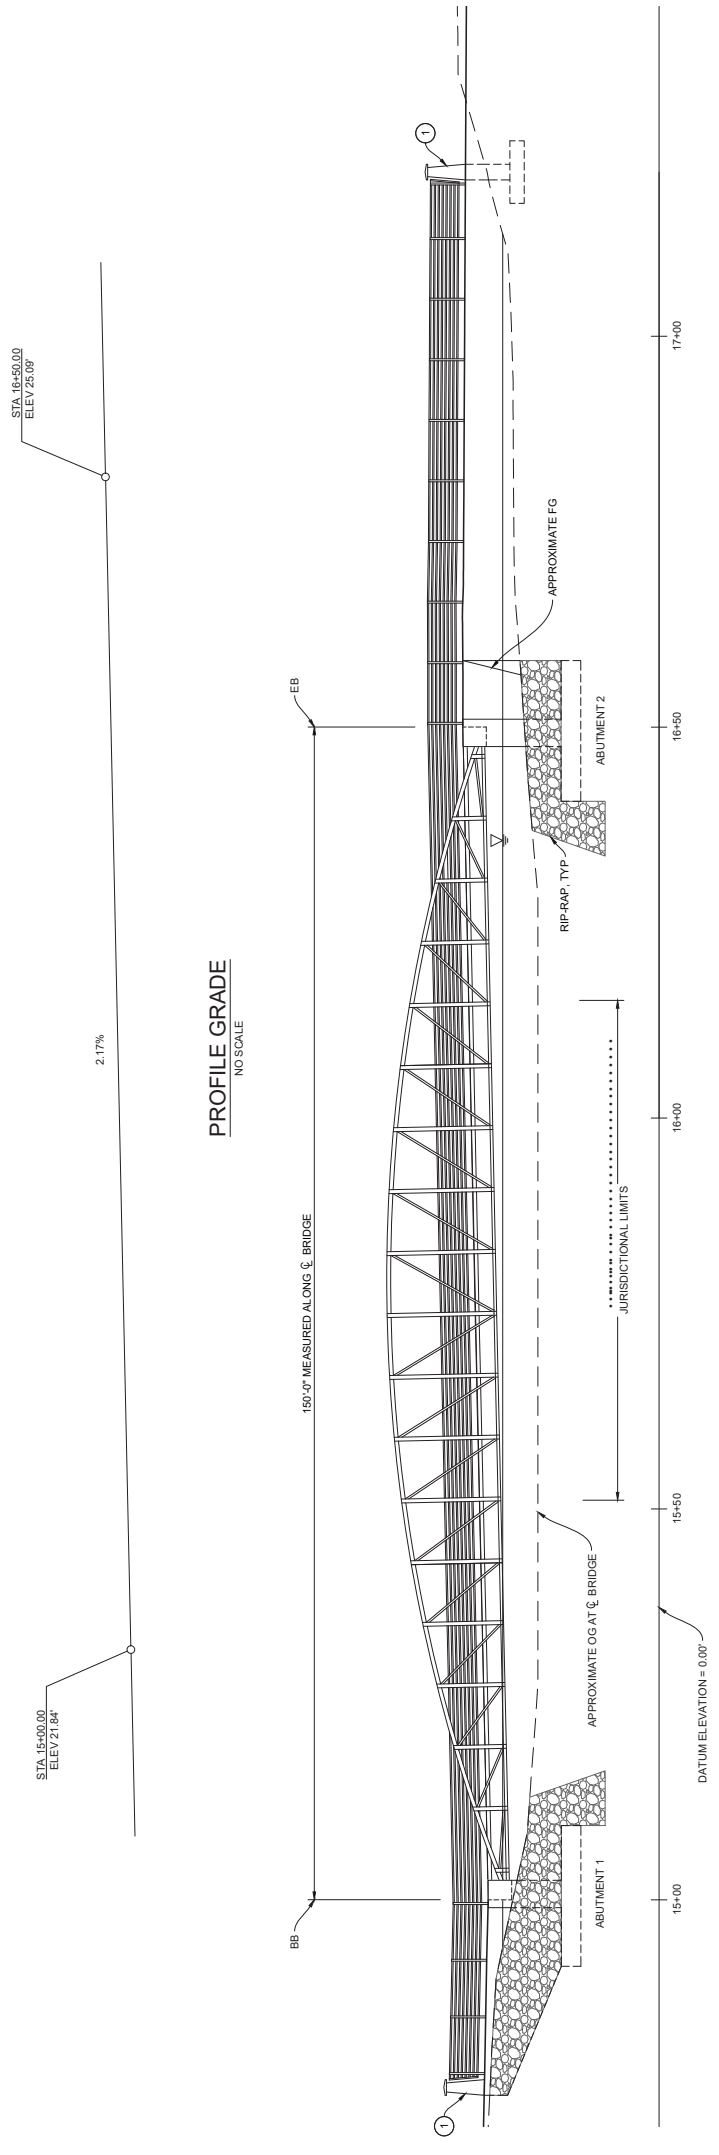 STA 15+00.00
ELEV 21.84'
2.17%
STA 16+50.00
ELEV 25.09'
PROFILE GRADE
NO SCALE
BB
150'-0" MEASURED ALONG ℄ BRIDGE
EB
1
1
APPROXIMATE FG
RIP-RAP, TYP
ABUTMENT 1
APPROXIMATE OG AT ℄ BRIDGE
JURISDICTIONAL LIMITS
ABUTMENT 2
DATUM ELEVATION = 0.00'
15+00
15+50
16+00
16+50
17+00